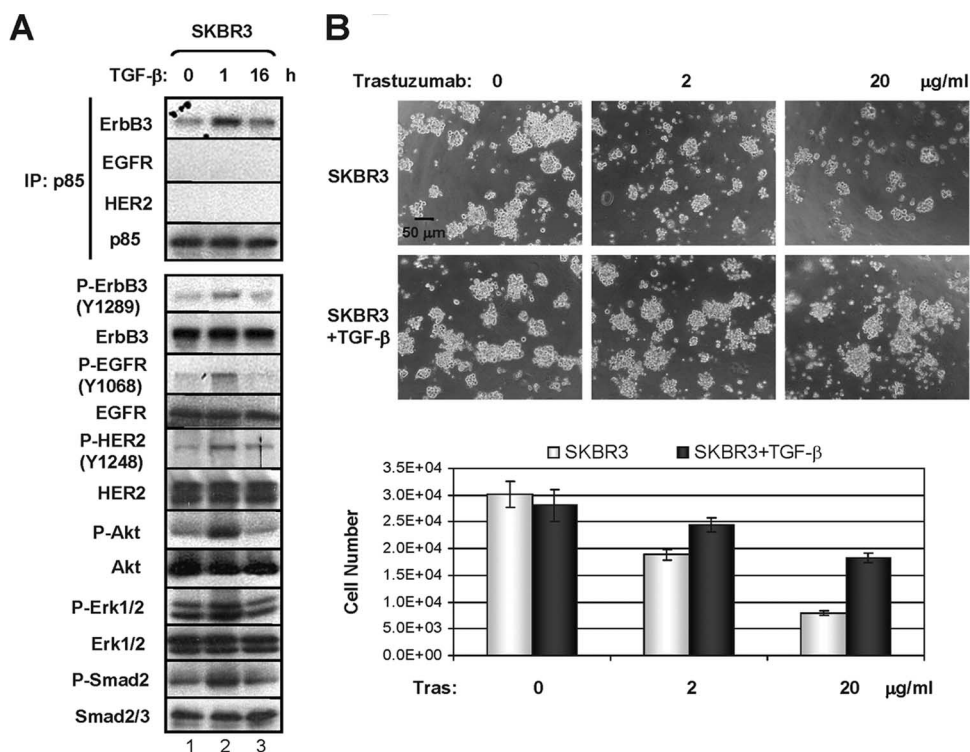 A
SKBR3
TGF-β: 0 1 16 h
IP: p85
ErbB3
EGFR
HER2
p85
P-ErbB3
(Y1289)
ErbB3
P-EGFR
(Y1068)
EGFR
P-HER2
(Y1248)
HER2
P-Akt
Akt
P-Erk1/2
Erk1/2
P-Smad2
Smad2/3
1 2 3
B
Trastuzumab: 0 2 20 μg/ml
SKBR3
50 μm
SKBR3
+TGF-β
SKBR3 SKBR3+TGF-β
Cell Number
3.5E+04
3.0E+04
2.5E+04
2.0E+04
1.5E+04
1.0E+04
5.0E+03
0.0E+00
Tras: 0 2 20 μg/ml